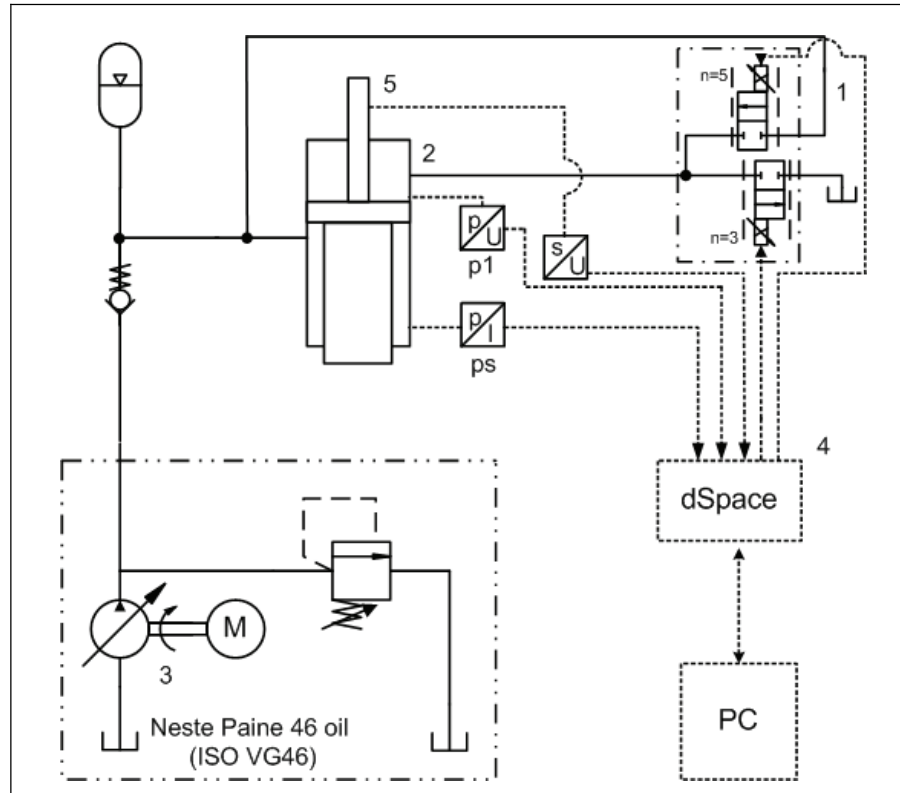 n=5
1
5
2
p
U
p1
s
U
n=3
p
I
ps
4
dSpace
M
3
Neste Paine 46 oil
(ISO VG46)
PC